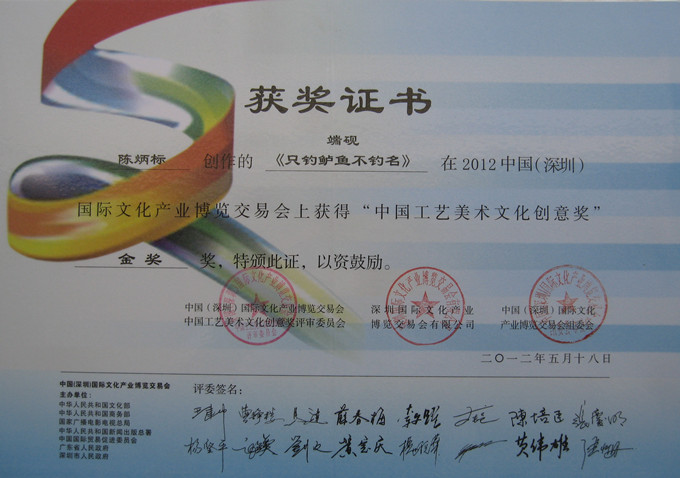 获奖证书
端砚
陈炳标 创作的 《只钓鲈鱼不钓名》 在2012中国(深圳)
国际文化产业博览交易会上获得“中国工艺美术文化创意奖”
金奖 奖，特颁此证，以资鼓励。
中国（深圳）国际文化产业博览交易会
中国工艺美术文化创意奖评审委员会
深圳国际文化产业
博览交易会有限公司
中国（深圳）国际文化
产业博览交易会组委会
二〇一二年五月十八日
中国(深圳)国际文化产业博览交易会
主办单位:
中华人民共和国文化部
中华人民共和国商务部
国家广播电影电视总局
中华人民共和国新闻出版总署
中国国际贸易促进委员会
广东省人民政府
深圳市人民政府
评委签名:
陈培臣
黄伟雄